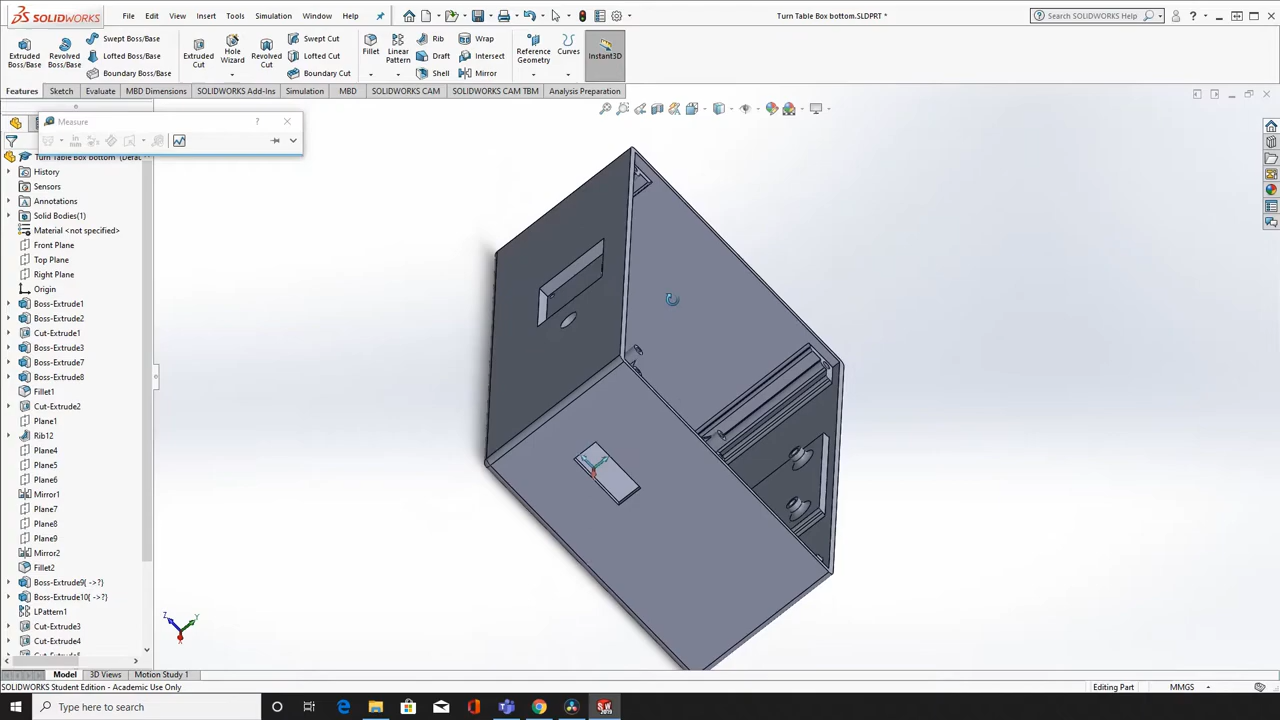 SOLIDWORKS File Edit View Insert Tools Simulation Window Help Turn Table Box bottom.SLDPRT * Search SOLIDWORKS Help
Extruded Boss/Base Revolved Boss/Base Swept Boss/Base Lofted Boss/Base Boundary Boss/Base Extruded Cut Hole Wizard Revolved Cut Swept Cut Lofted Cut Boundary Cut Fillet Linear Pattern Rib Draft Shell Wrap Intersect Mirror Reference Geometry Curves Instant3D
Features Sketch Evaluate MBD Dimensions SOLIDWORKS Add-Ins Simulation MBD SOLIDWORKS CAM SOLIDWORKS CAM TBM Analysis Preparation
Measure ?
in mm
Turn Table Box bottom (Defau
History
Sensors
Annotations
Solid Bodies(1)
Material <not specified>
Front Plane
Top Plane
Right Plane
Origin
Boss-Extrude1
Boss-Extrude2
Cut-Extrude1
Boss-Extrude3
Boss-Extrude7
Boss-Extrude8
Fillet1
Cut-Extrude2
Plane1
Rib12
Plane4
Plane5
Plane6
Mirror1
Plane7
Plane8
Plane9
Mirror2
Fillet2
Boss-Extrude9( ->?)
Boss-Extrude10( ->?)
LPattern1
Cut-Extrude3
Cut-Extrude4
Z Y X
Model 3D Views Motion Study 1
SOLIDWORKS Student Edition - Academic Use Only Editing Part MMGS
Type here to search